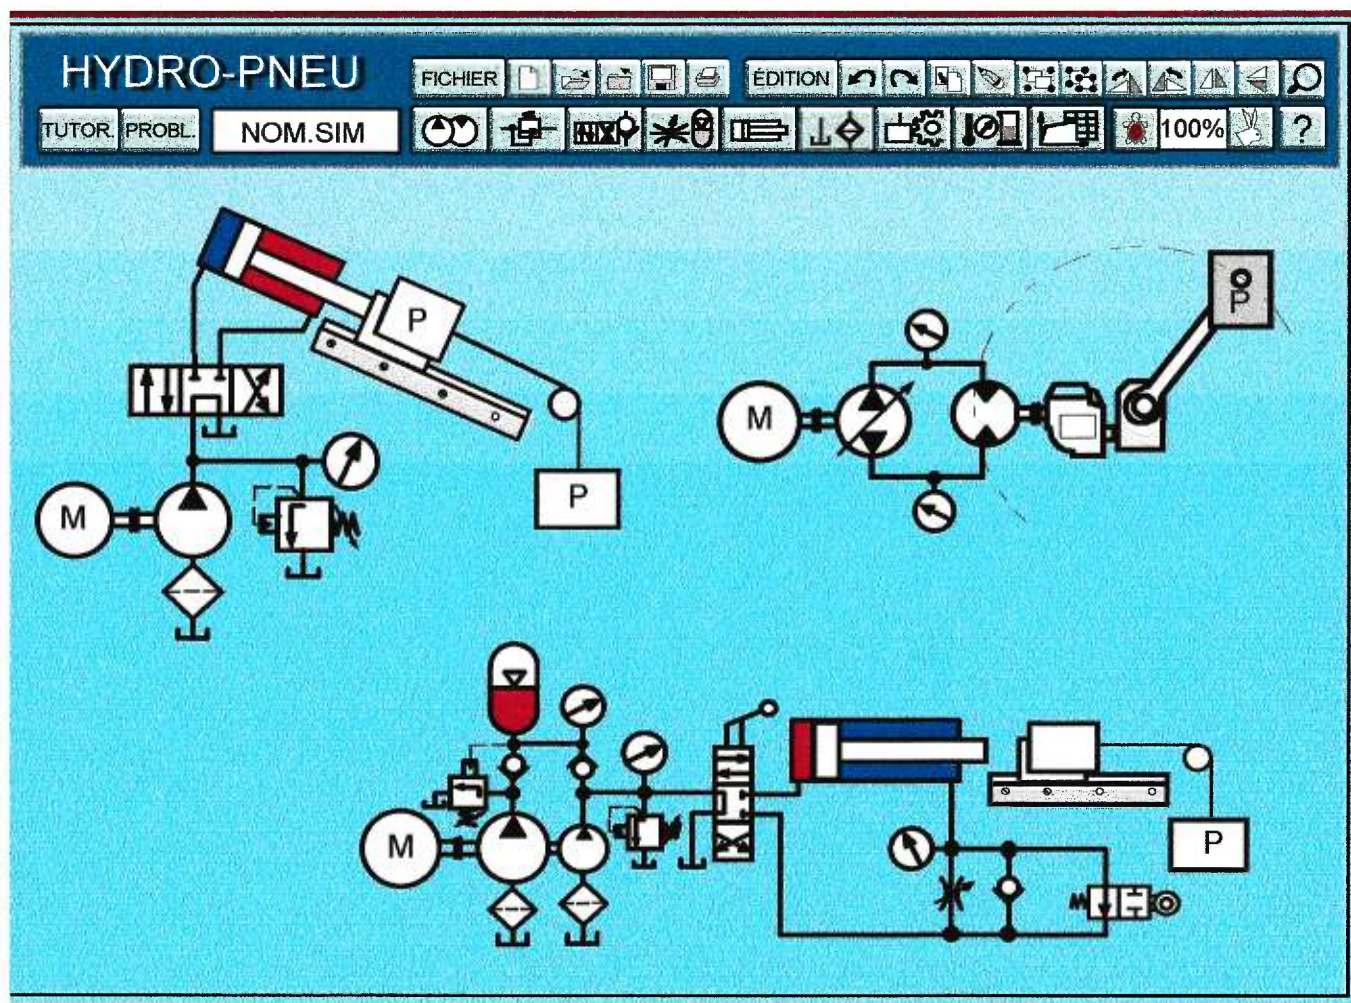 HYDRO-PNEU
FICHIER
ÉDITION
TUTOR.
PROBL.
NOM.SIM
100%
?
P
P
M
M
P
M
P